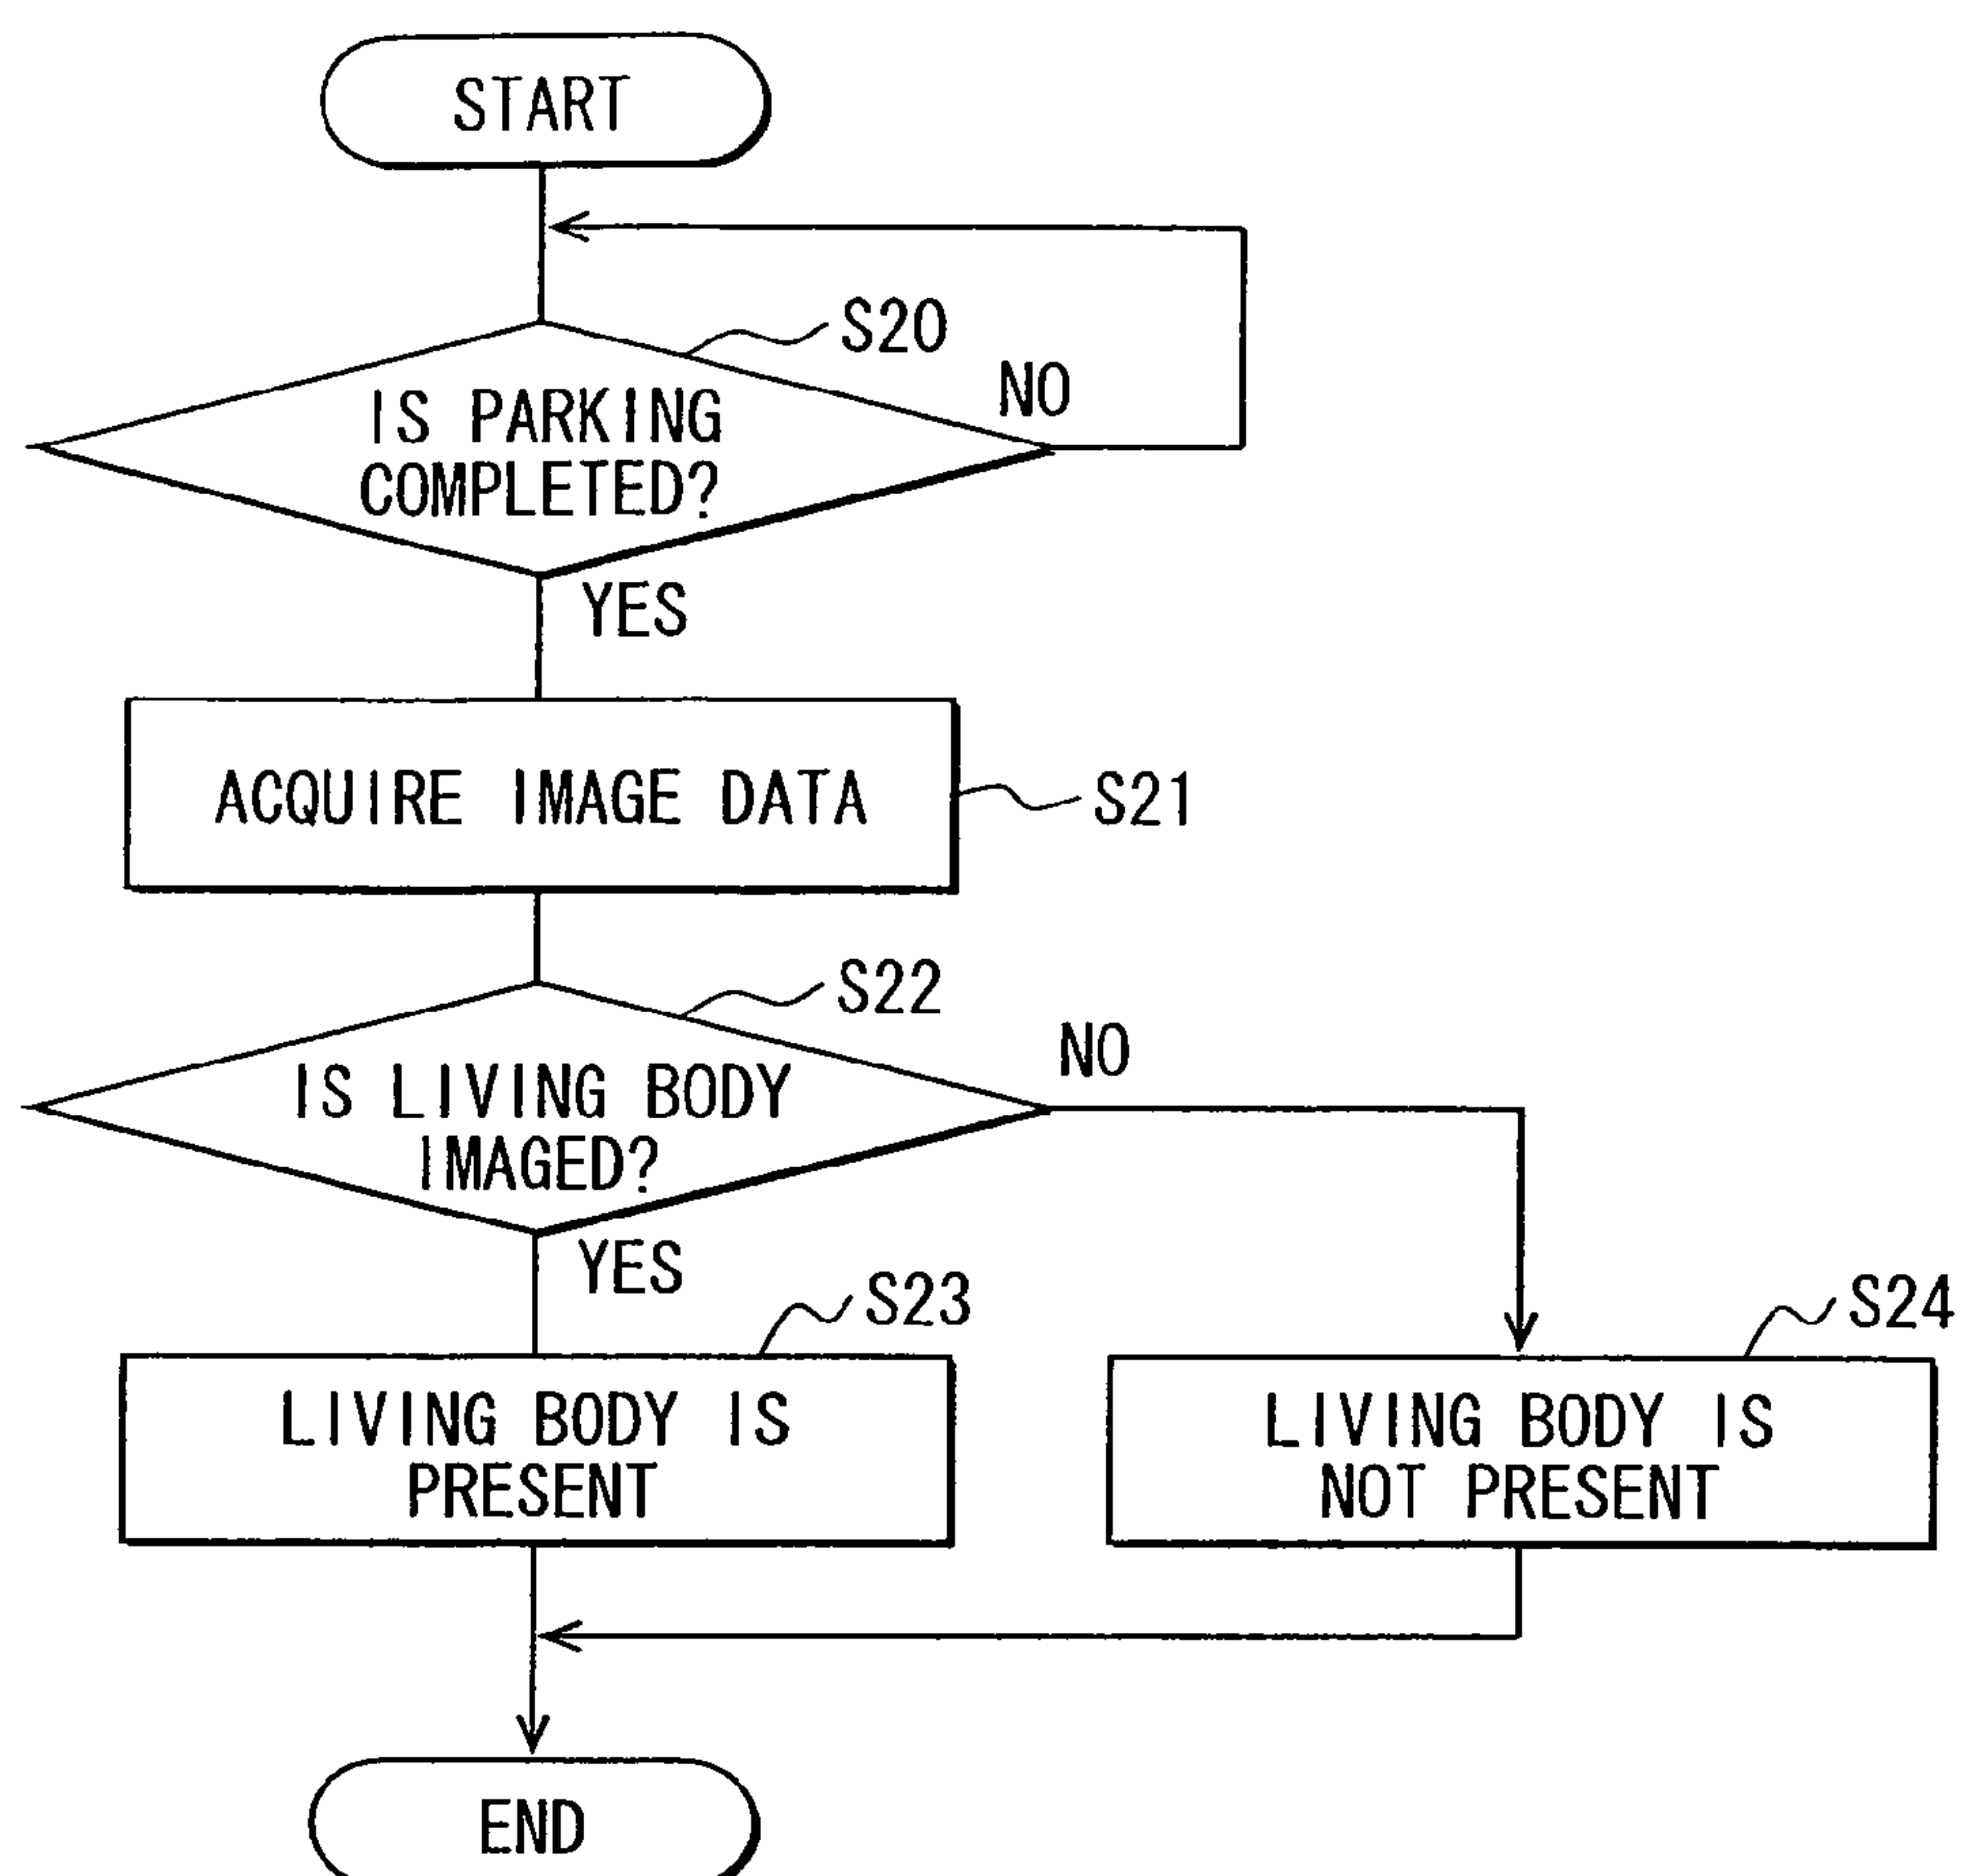 START
S20
NO
IS PARKING
COMPLETED?
YES
ACQUIRE IMAGE DATA
S21
S22
NO
IS LIVING BODY
IMAGED?
YES
S23
S24
LIVING BODY IS
PRESENT
LIVING BODY IS
NOT PRESENT
END